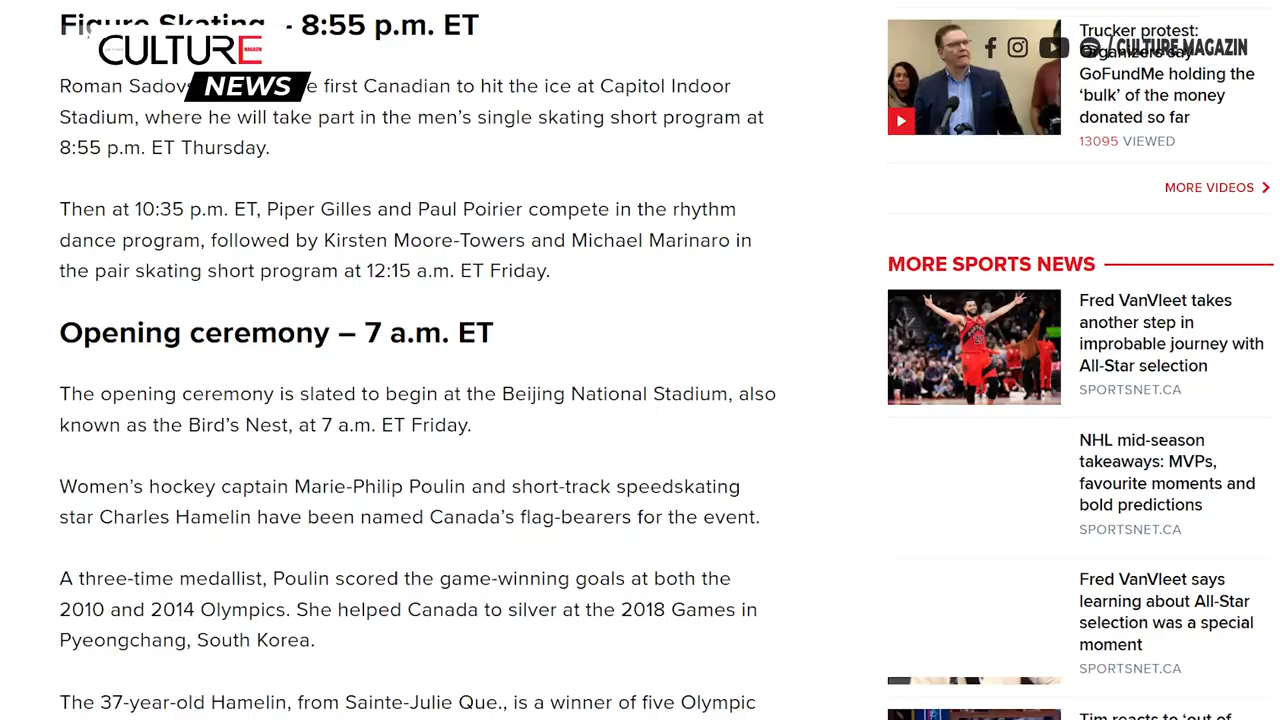 Figure Skating - 8:55 p.m. ET
CULTURE
MAGAZIN
NEWS
Roman Sadov e first Canadian to hit the ice at Capitol Indoor
Stadium, where he will take part in the men’s single skating short program at
8:55 p.m. ET Thursday.
Then at 10:35 p.m. ET, Piper Gilles and Paul Poirier compete in the rhythm
dance program, followed by Kirsten Moore-Towers and Michael Marinaro in
the pair skating short program at 12:15 a.m. ET Friday.
Opening ceremony – 7 a.m. ET
The opening ceremony is slated to begin at the Beijing National Stadium, also
known as the Bird’s Nest, at 7 a.m. ET Friday.
Women’s hockey captain Marie-Philip Poulin and short-track speedskating
star Charles Hamelin have been named Canada’s flag-bearers for the event.
A three-time medallist, Poulin scored the game-winning goals at both the
2010 and 2014 Olympics. She helped Canada to silver at the 2018 Games in
Pyeongchang, South Korea.
The 37-year-old Hamelin, from Sainte-Julie Que., is a winner of five Olympic
Trucker protest:
Organizers say
/ CULTURE MAGAZIN
GoFundMe holding the
‘bulk’ of the money
donated so far
13095 VIEWED
MORE VIDEOS
MORE SPORTS NEWS
Fred VanVleet takes
another step in
improbable journey with
All-Star selection
SPORTSNET.CA
NHL mid-season
takeaways: MVPs,
favourite moments and
bold predictions
SPORTSNET.CA
Fred VanVleet says
learning about All-Star
selection was a special
moment
SPORTSNET.CA
Tim reacts to ‘out of